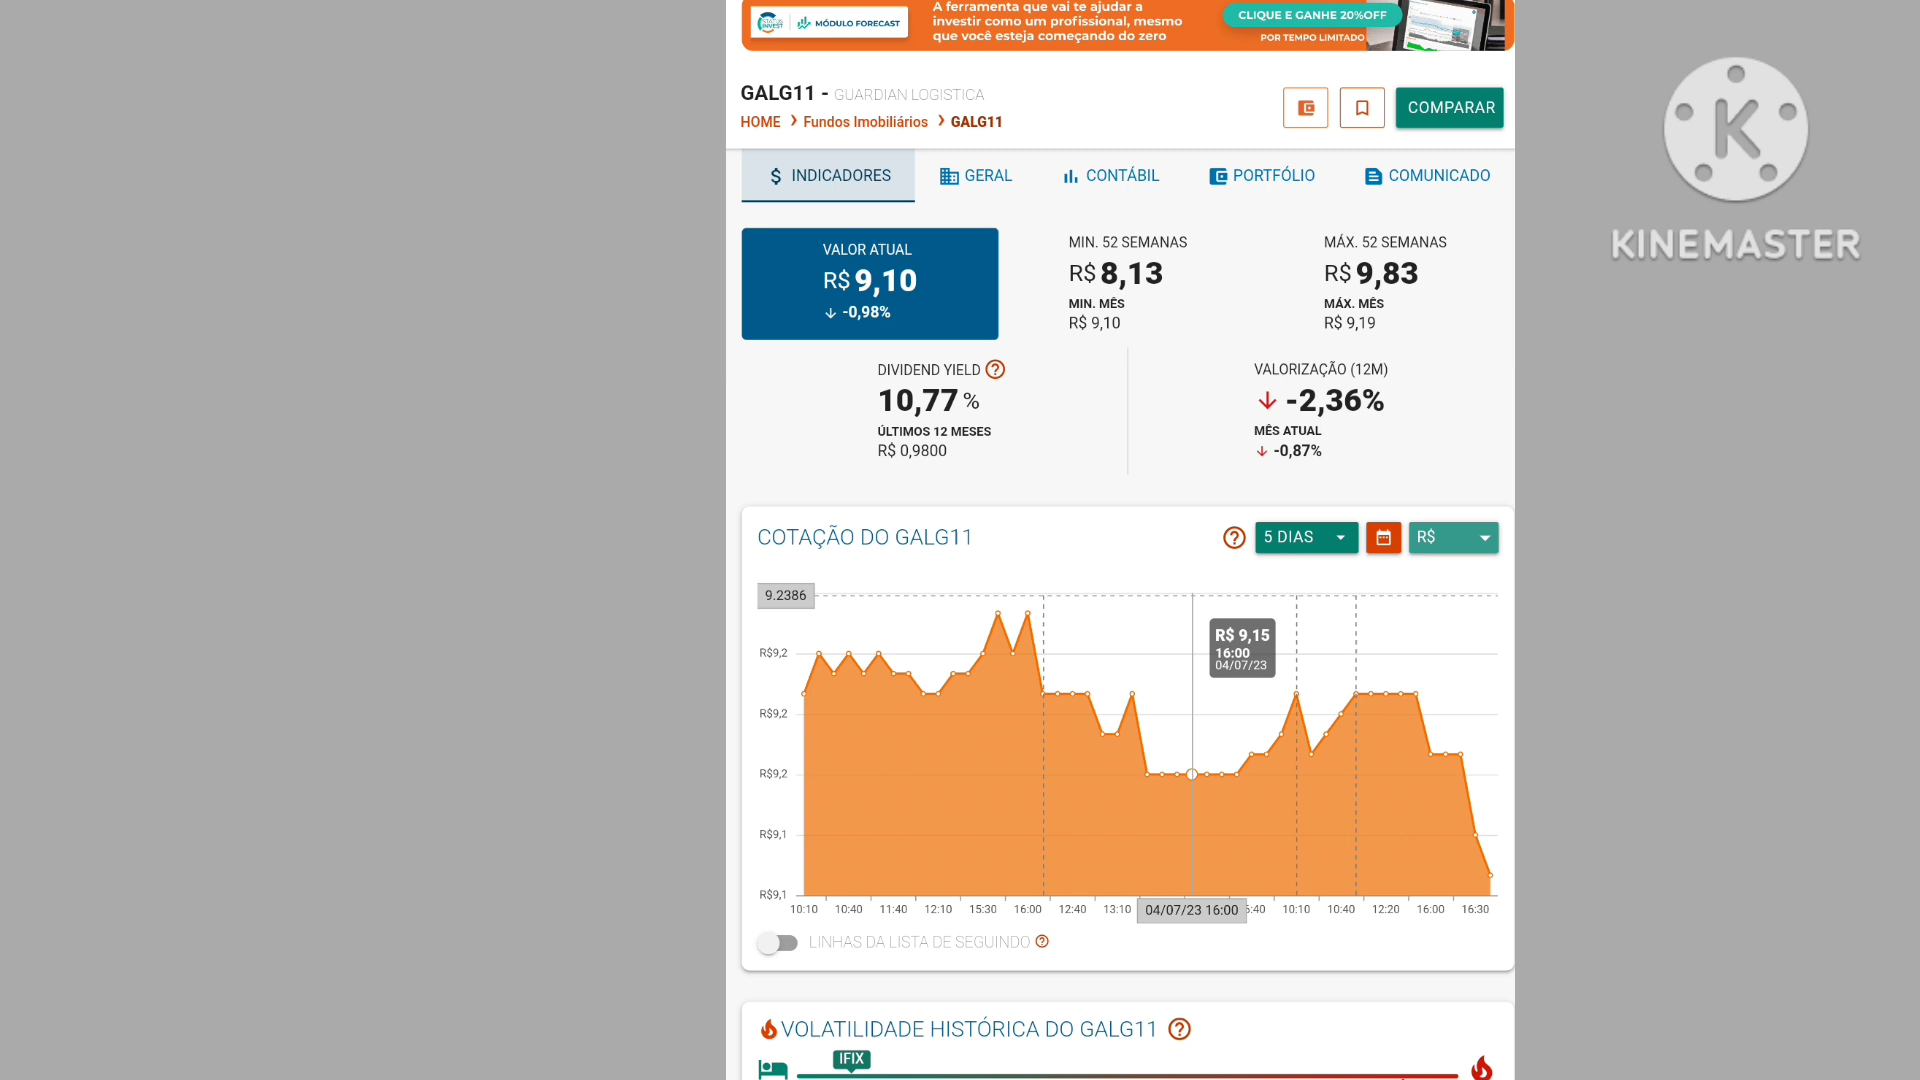 MÓDULO FORECAST
A ferramenta que vai te ajudar a
investir como um profissional, mesmo
que você esteja começando do zero
CLIQUE E GANHE 20%OFF
POR TEMPO LIMITADO
GALG11 - GUARDIAN LOGISTICA
HOME > Fundos Imobiliários > GALG11
COMPARAR
INDICADORES GERAL CONTÁBIL PORTFÓLIO COMUNICADO
VALOR ATUAL
R$ 9,10
-0,98%
MIN. 52 SEMANAS
R$ 8,13
MIN. MÊS
R$ 9,10
MÁX. 52 SEMANAS
R$ 9,83
MÁX. MÊS
R$ 9,19
DIVIDEND YIELD ?
10,77 %
ÚLTIMOS 12 MESES
R$ 0,9800
VALORIZAÇÃO (12M)
-2,36%
MÊS ATUAL
-0,87%
COTAÇÃO DO GALG11
? 5 DIAS R$
9.2386
R$9,2
R$9,2
R$9,2
R$9,1
R$9,1
R$ 9,15
16:00
04/07/23
10:10 10:40 11:40 12:10 15:30 16:00 12:40 13:10 04/07/23 16:00 6:40 10:10 10:40 12:20 16:00 16:30
LINHAS DA LISTA DE SEGUINDO ?
VOLATILIDADE HISTÓRICA DO GALG11 ?
IFIX
KINEMASTER